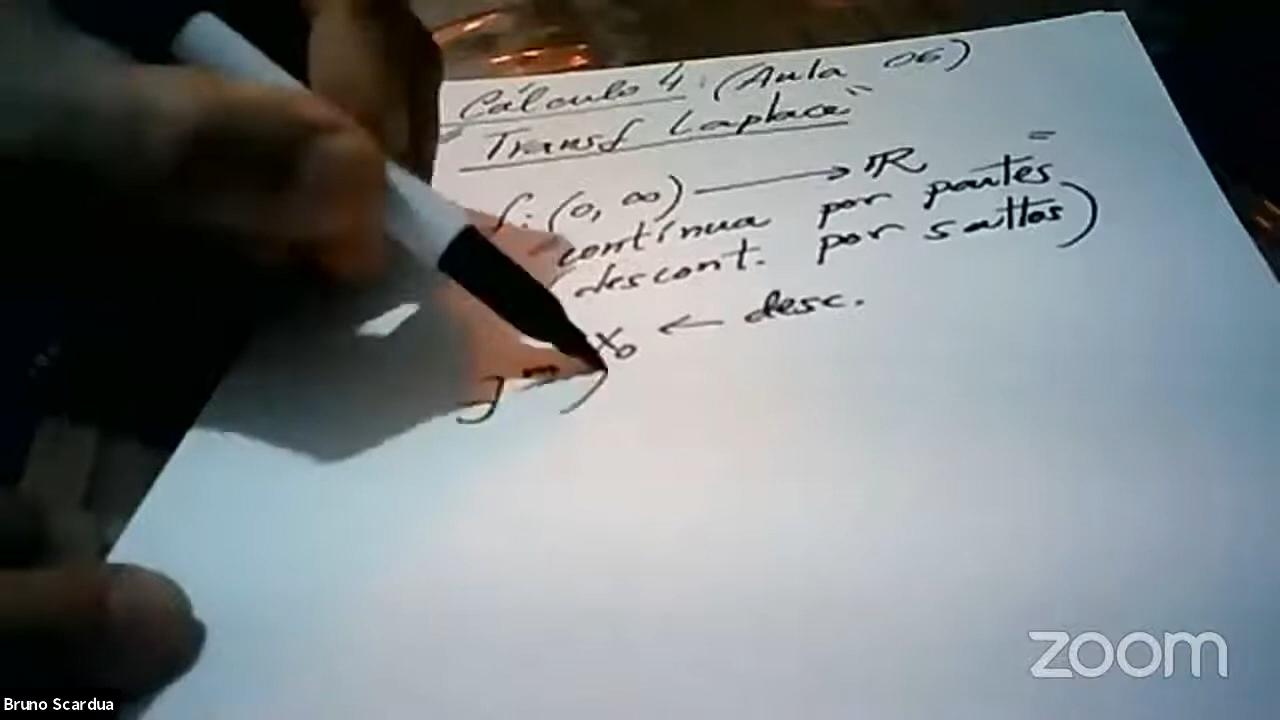 Cálculo 4: (Aula 06)
"Transf Laplace"
f: (0, ∞) → ℝ
contínua por partes
(descont. por saltos)
x₀ ← desc.
Bruno Scardua
zoom